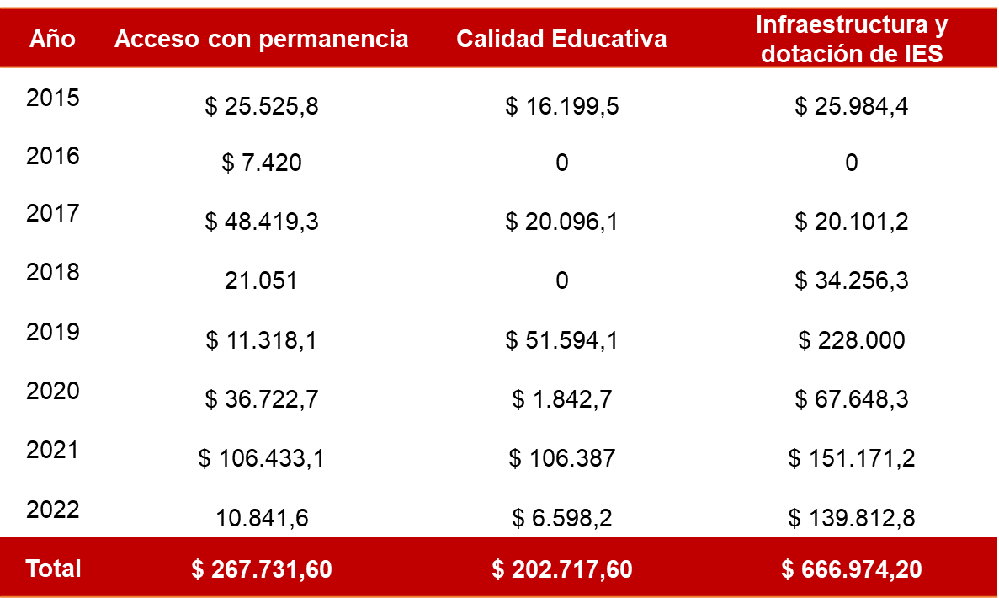 Año Acceso con permanencia Calidad Educativa Infraestructura y dotación de IES
2015 $ 25.525,8 $ 16.199,5 $ 25.984,4
2016 $ 7.420 0 0
2017 $ 48.419,3 $ 20.096,1 $ 20.101,2
2018 21.051 0 $ 34.256,3
2019 $ 11.318,1 $ 51.594,1 $ 228.000
2020 $ 36.722,7 $ 1.842,7 $ 67.648,3
2021 $ 106.433,1 $ 106.387 $ 151.171,2
2022 10.841,6 $ 6.598,2 $ 139.812,8
Total $ 267.731,60 $ 202.717,60 $ 666.974,20